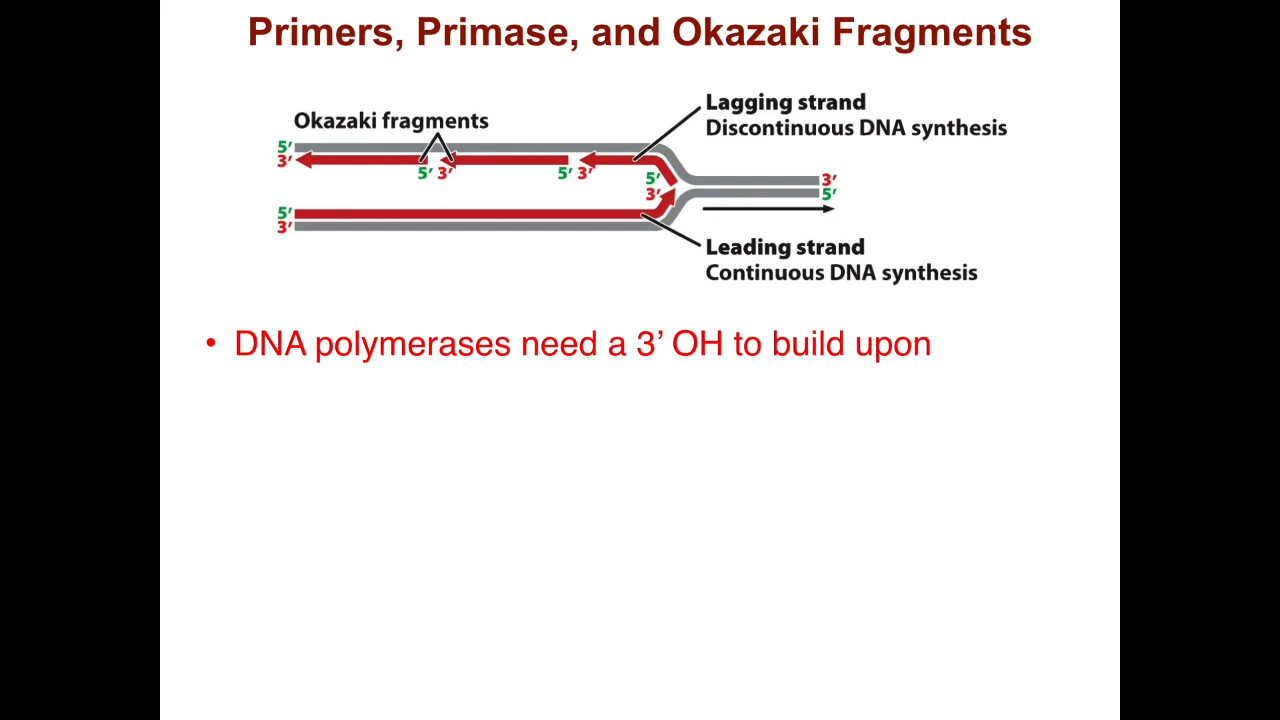 Primers, Primase, and Okazaki Fragments
Lagging strand
Discontinuous DNA synthesis
Okazaki fragments
5′
3′
5′ 3′
5′ 3′
5′
3′
3′
5′
5′
3′
Leading strand
Continuous DNA synthesis
• DNA polymerases need a 3’ OH to build upon